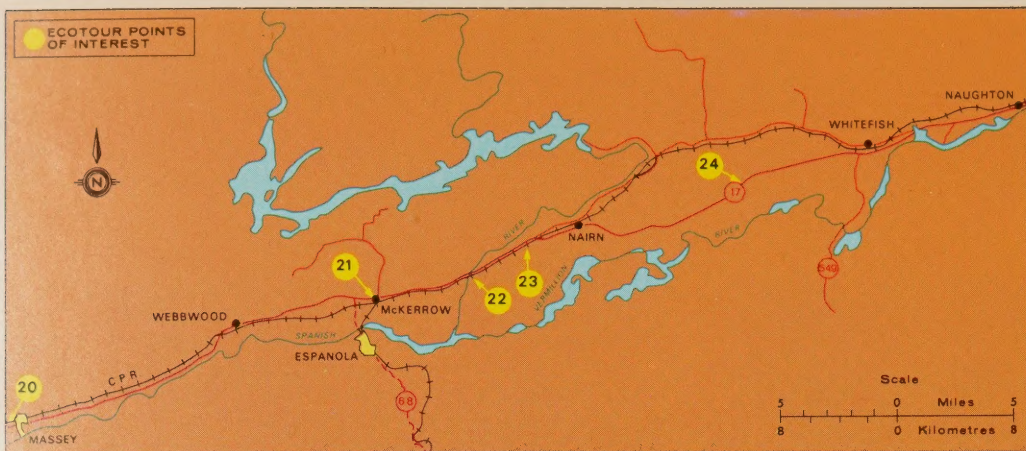 ECOTOUR POINTS
OF INTEREST
N
NAUGHTON
WHITEFISH
24
17
RIVER
RIVER
NAIRN
549
21
23
22
VERMILLION
McKERROW
WEBBWOOD
SPANISH
ESPANOLA
CPR
20
68
MASSEY
Scale
5 0 Miles 5
8 0 Kilometres 8